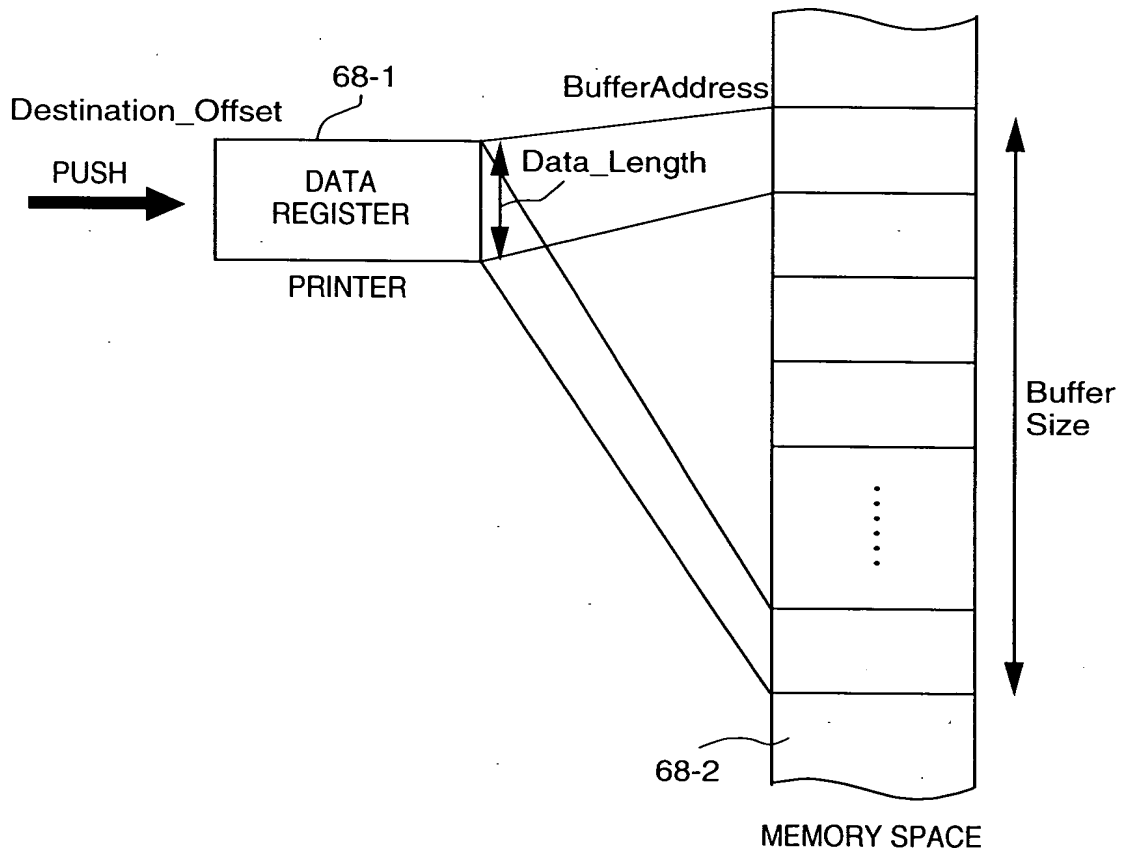 68-1
Destination_Offset
BufferAddress
PUSH
DATA
REGISTER
Data_Length
PRINTER
Buffer
Size
68-2
MEMORY SPACE